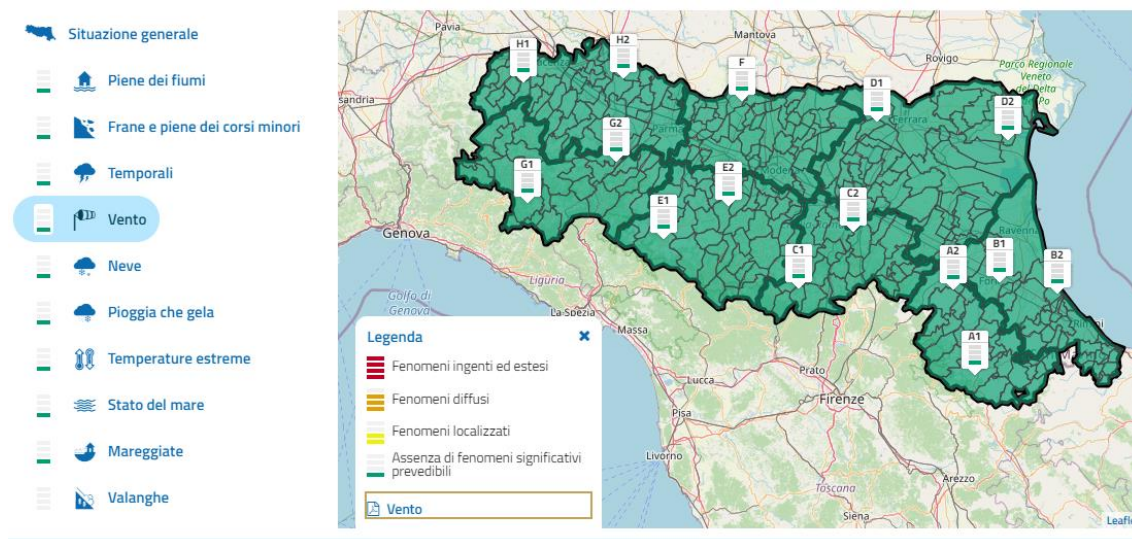 Situazione generale
Piene dei fiumi
Frane e piene dei corsi minori
Temporali
Vento
Neve
Pioggia che gela
Temperature estreme
Stato del mare
Mareggiate
Valanghe
Pavia
Mantova
Rovigo
Parco Regionale
Veneto
del Delta
Po
sandria
H1
H2
F
D1
D2
Ferrara
Parma
G2
G1
E2
Modena
E1
C2
C1
A2
B1
B2
Ravenna
A1
Genova
Golfo di
Genova
Liguria
La Spezia
Massa
Lucca
Prato
Firenze
Pisa
Livorno
Toscana
Arezzo
Siena
Legenda
Fenomeni ingenti ed estesi
Fenomeni diffusi
Fenomeni localizzati
Assenza di fenomeni significativi
prevedibili
Vento
Leafl